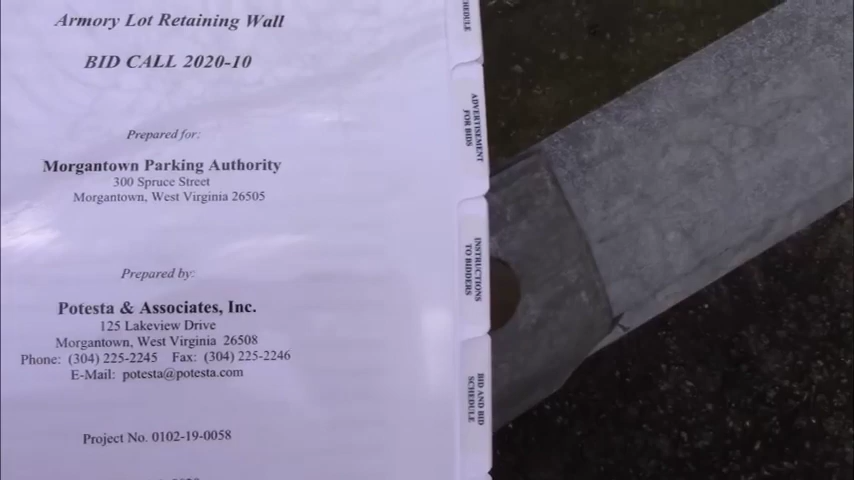 Armory Lot Retaining Wall
BID CALL 2020-10
Prepared for:
Morgantown Parking Authority
300 Spruce Street
Morgantown, West Virginia 26505
Prepared by:
Potesta & Associates, Inc.
125 Lakeview Drive
Morgantown, West Virginia 26508
Phone: (304) 225-2245 Fax: (304) 225-2246
E-Mail: potesta@potesta.com
Project No. 0102-19-0058
ADVERTISEMENT
FOR BIDS
INSTRUCTIONS
TO BIDDERS
BID AND BID
SCHEDULE